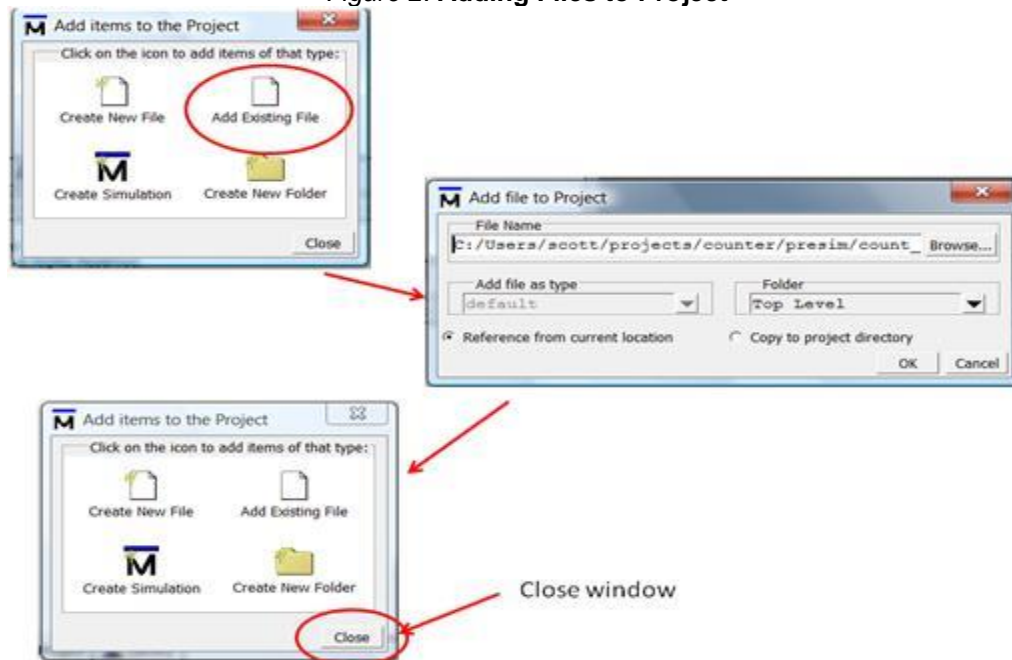 Figure 2. Adding Files to Project
Add items to the Project
Click on the icon to add items of that type:
Create New File
Add Existing File
Create Simulation
Create New Folder
Close
Add file to Project
File Name
C:/Users/scott/projects/counter/presim/count_
Browse...
Add file as type
default
Folder
Top Level
Reference from current location
Copy to project directory
OK
Cancel
Add items to the Project
Click on the icon to add items of that type:
Create New File
Add Existing File
Create Simulation
Create New Folder
Close
Close window